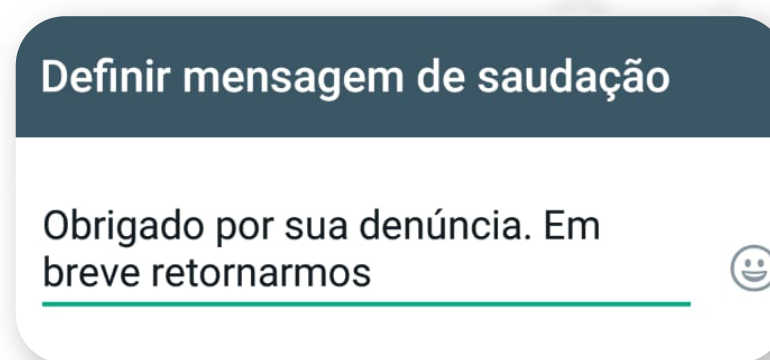 Definir mensagem de saudação
Obrigado por sua denúncia. Em
breve retornarmos